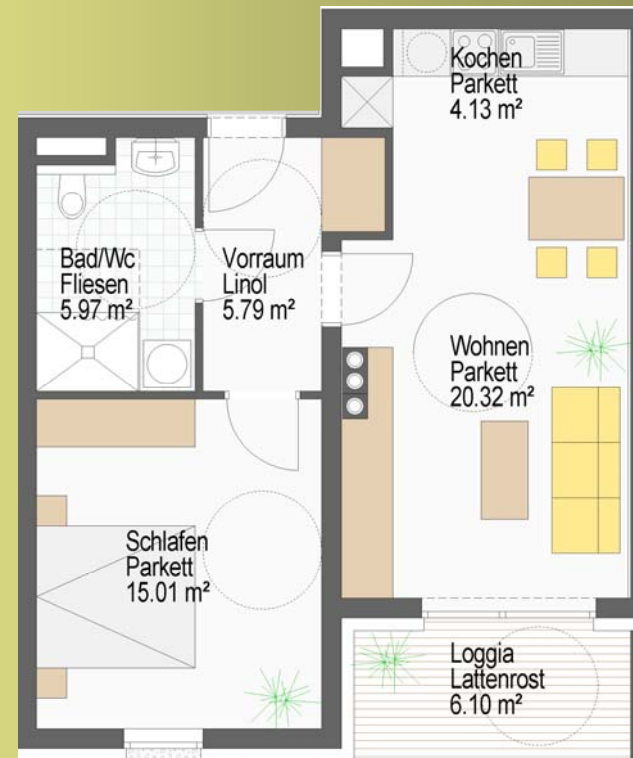 Kochen
Parkett
4.13 m²
Bad/Wc
Fliesen
5.97 m²
Vorraum
Linol
5.79 m²
Wohnen
Parkett
20.32 m²
Schlafen
Parkett
15.01 m²
Loggia
Lattenrost
6.10 m²